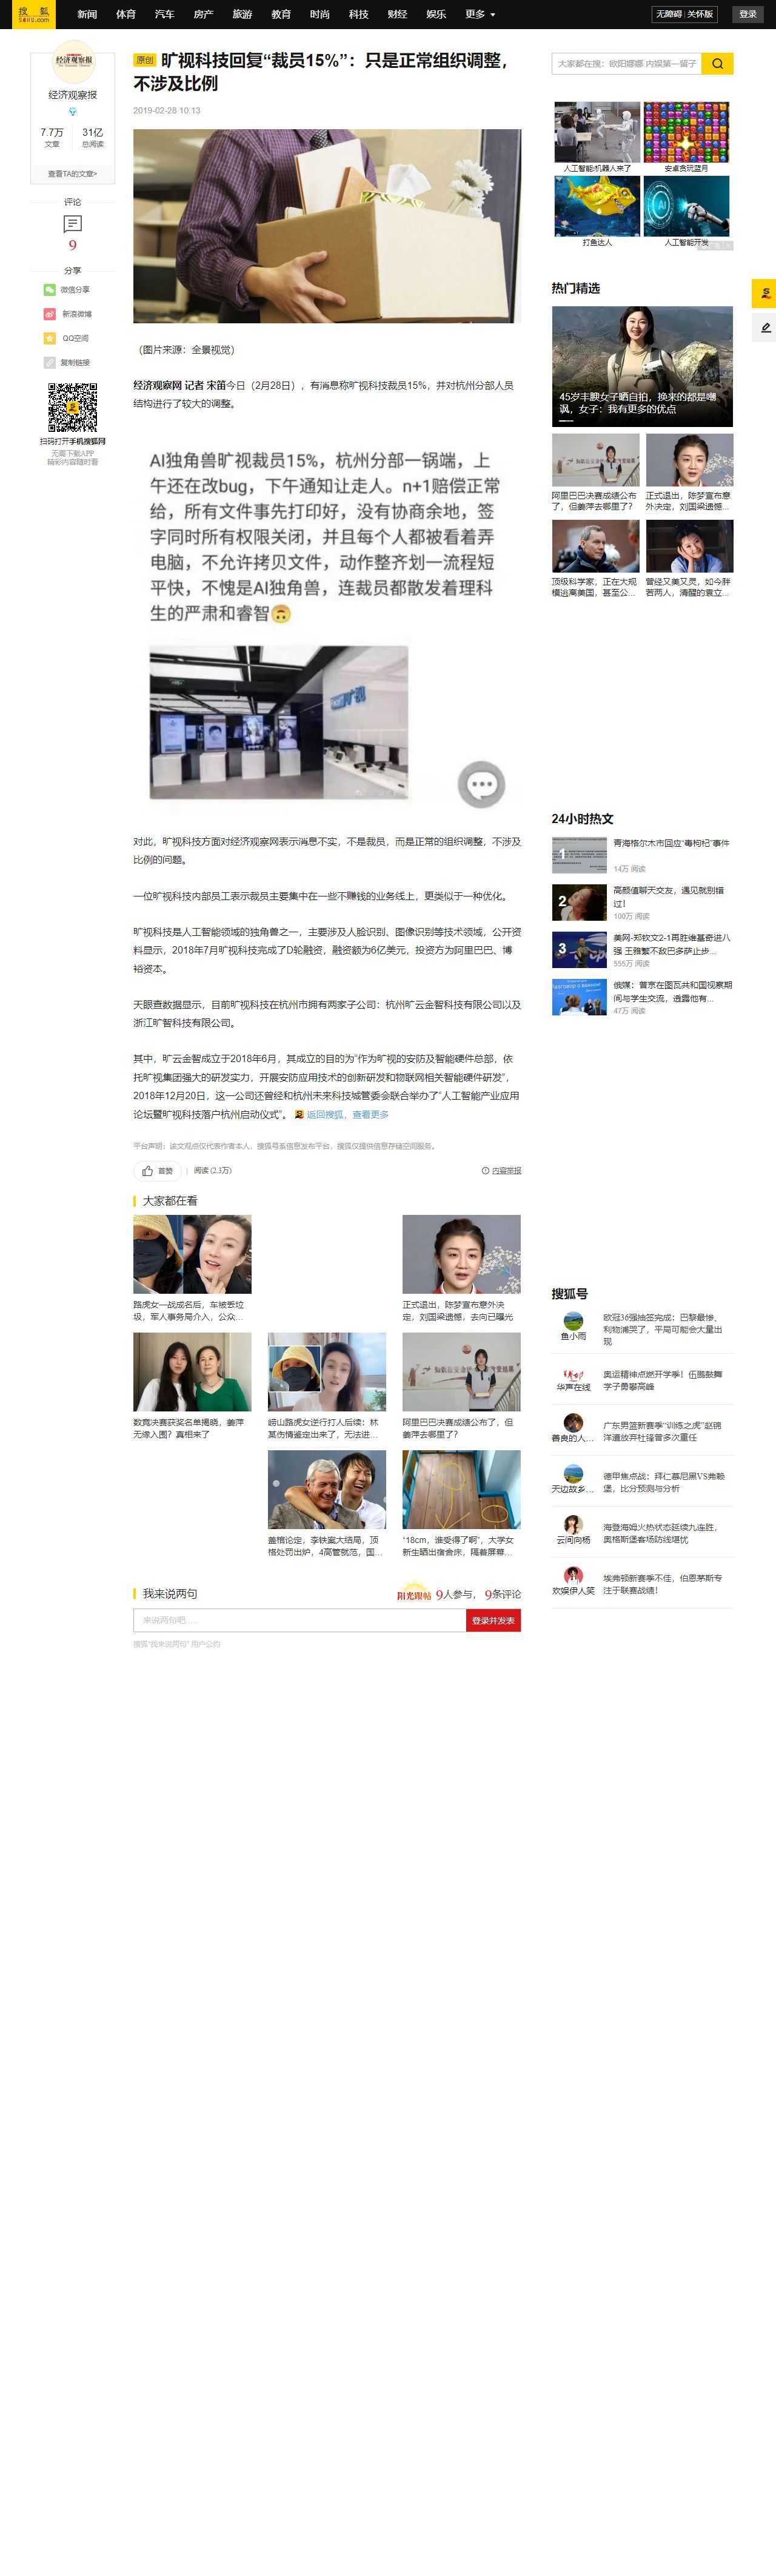 搜狐
SOHU.com
新闻 体育 汽车 房产 旅游 教育 时尚 科技 财经 娱乐 更多
无障碍 | 关怀版
登录
经济观察报
经济观察报
7.7万 31亿
文章 总阅读
查看TA的文章>
评论
9
分享
微信分享
新浪微博
QQ空间
复制链接
扫码打开手机搜狐网
无需下载APP
精彩内容随时看
原创 旷视科技回复“裁员15%”：只是正常组织调整，
不涉及比例
2019-02-28 10:13
（图片来源：全景视觉）
经济观察网 记者 宋笛今日（2月28日），有消息称旷视科技裁员15%，并对杭州分部人员
结构进行了较大的调整。
AI独角兽旷视裁员15%，杭州分部一锅端，上
午还在改bug，下午通知让走人。n+1赔偿正常
给，所有文件事先打印好，没有协商余地，签
字同时所有权限关闭，并且每个人都被看着弄
电脑，不允许拷贝文件，动作整齐划一流程短
平快，不愧是AI独角兽，连裁员都散发着理科
生的严肃和睿智🙃
旷视
对此，旷视科技方面对经济观察网表示消息不实，不是裁员，而是正常的组织调整，不涉及
比例的问题。
一位旷视科技内部员工表示裁员主要集中在一些不赚钱的业务线上，更类似于一种优化。
旷视科技是人工智能领域的独角兽之一，主要涉及人脸识别、图像识别等技术领域，公开资
料显示，2018年7月旷视科技完成了D轮融资，融资额为6亿美元，投资方为阿里巴巴、博
裕资本。
天眼查数据显示，目前旷视科技在杭州市拥有两家子公司：杭州旷云金智科技有限公司以及
浙江旷智科技有限公司。
其中，旷云金智成立于2018年6月，其成立的目的为“作为旷视的安防及智能硬件总部，依
托旷视集团强大的研发实力，开展安防应用技术的创新研发和物联网相关智能硬件研发”，
2018年12月20日，这一公司还曾经和杭州未来科技城管委会联合举办了“人工智能产业应用
论坛暨旷视科技落户杭州启动仪式”。 返回搜狐，查看更多
平台声明：该文观点仅代表作者本人，搜狐号系信息发布平台，搜狐仅提供信息存储空间服务。
首赞 | 阅读 (2.3万)
内容举报
大家都在看
路虎女一战成名后，车被丢垃
圾，军人事务局介入，公众...
正式退出，陈梦宣布意外决
定，刘国梁遗憾，去向已曝光
数竞决赛获奖名单揭晓，姜萍
无缘入围？真相来了
崂山路虎女逆行打人后续：林
某伤情鉴定出来了，无法进...
阿里巴巴决赛成绩公布了，但
姜萍去哪里了？
盖棺论定，李铁案大结局，顶
格处罚出炉，4高管就范，国...
“18cm，谁受得了啊”，大学女
新生晒出宿舍床，隔着屏幕...
我来说两句
阳光跟帖 9人参与，9条评论
来说两句吧......
登录并发表
搜狐“我来说两句” 用户公约
大家都在搜：欧阳娜娜 内娱第一留子
人工智能:机器人来了
安卓贪玩蓝月
打鱼达人
人工智能开发
热门精选
45岁丰腴女子晒自拍，换来的都是嘲
讽，女子：我有更多的优点
阿里巴巴决赛成绩公布
了，但姜萍去哪里了？
正式退出，陈梦宣布意
外决定，刘国梁遗憾...
顶级科学家，正在大规
模逃离美国，甚至公...
曾经又美又灵，如今胖
若两人，清醒的袁立...
24小时热文
1
青海格尔木市回应“毒枸杞”事件
14万 阅读
2
高颜值聊天交友，遇见就别错
过！
100万 阅读
3
美网-郑钦文2-1再胜维基奇进八
强 王雅繁不敌巴多萨止步...
555万 阅读
俄媒：普京在图瓦共和国视察期
间与学生交流，透露他有...
47万 阅读
搜狐号
鱼小雨
欧冠36强抽签完成：巴黎最惨、
利物浦哭了，平局可能会大量出
现
华声在线
奥运精神点燃开学季！伍鹏鼓舞
学子勇攀高峰
善良的人...
广东男篮新赛季“训练之虎”赵锦
洋遭放弃杜锋曾多次重任
天边故乡...
德甲焦点战：拜仁慕尼黑VS弗赖
堡，比分预测与分析
云间向杨
海登海姆火热状态延续九连胜，
奥格斯堡客场防线堪忧
欢娱伊人笑
埃弗顿新赛季不佳，伯恩茅斯专
注于联赛战绩！